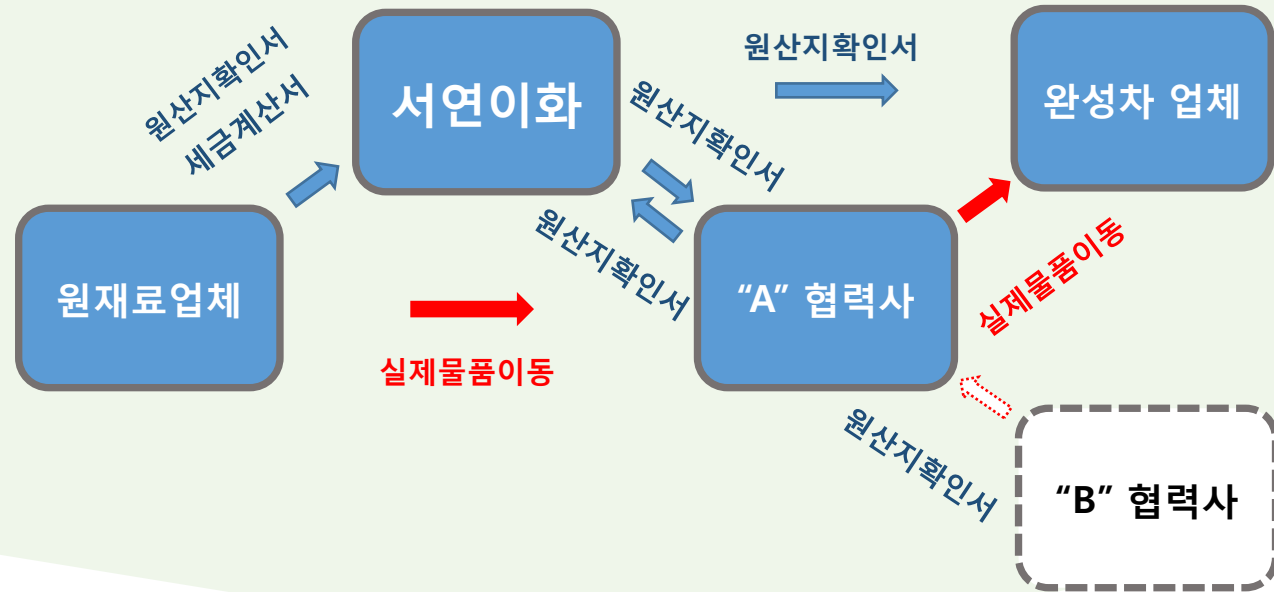 원산지확인서
세금계산서
서연이화
원산지확인서
완성차 업체
원산지확인서
원산지확인서
원재료업체
“A” 협력사
실제물품이동
실제물품이동
원산지확인서
“B” 협력사